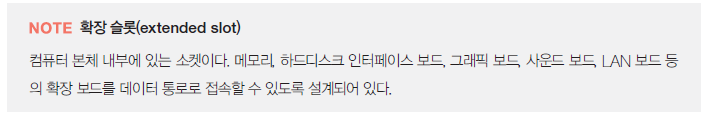 NOTE 확장 슬롯(extended slot)
컴퓨터 본체 내부에 있는 소켓이다. 메모리, 하드디스크 인터페이스 보드, 그래픽 보드, 사운드 보드, LAN 보드 등
의 확장 보드를 데이터 통로로 접속할 수 있도록 설계되어 있다.